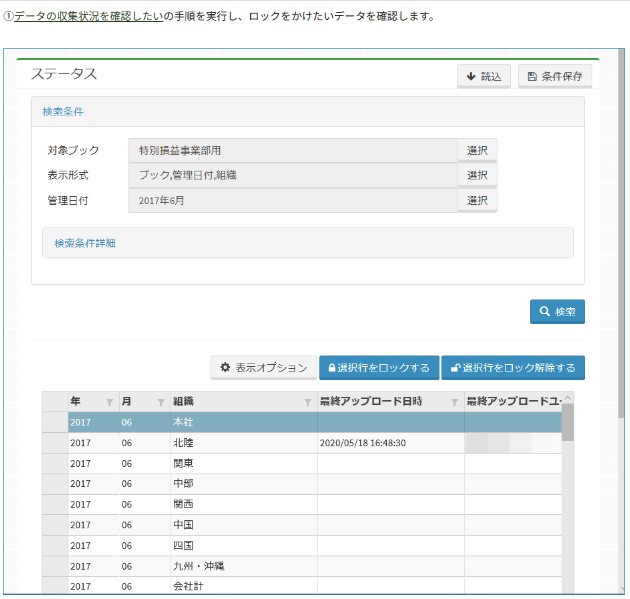 ①データの収集状況を確認したいの手順を実行し、ロックをかけたいデータを確認します。
ステータス
読込 条件保存
検索条件
対象ブック 特別損益事業部用 選択
表示形式 ブック,管理日付,組織 選択
管理日付 2017年6月 選択
検索条件詳細
検索
表示オプション 選択行をロックする 選択行をロック解除する
年 月 組織 最終アップロード日時 最終アップロードユー
2017 06 本社
2017 06 北陸 2020/05/18 16:48:30
2017 06 関東
2017 06 中部
2017 06 関西
2017 06 中国
2017 06 四国
2017 06 九州・沖縄
2017 06 会社計